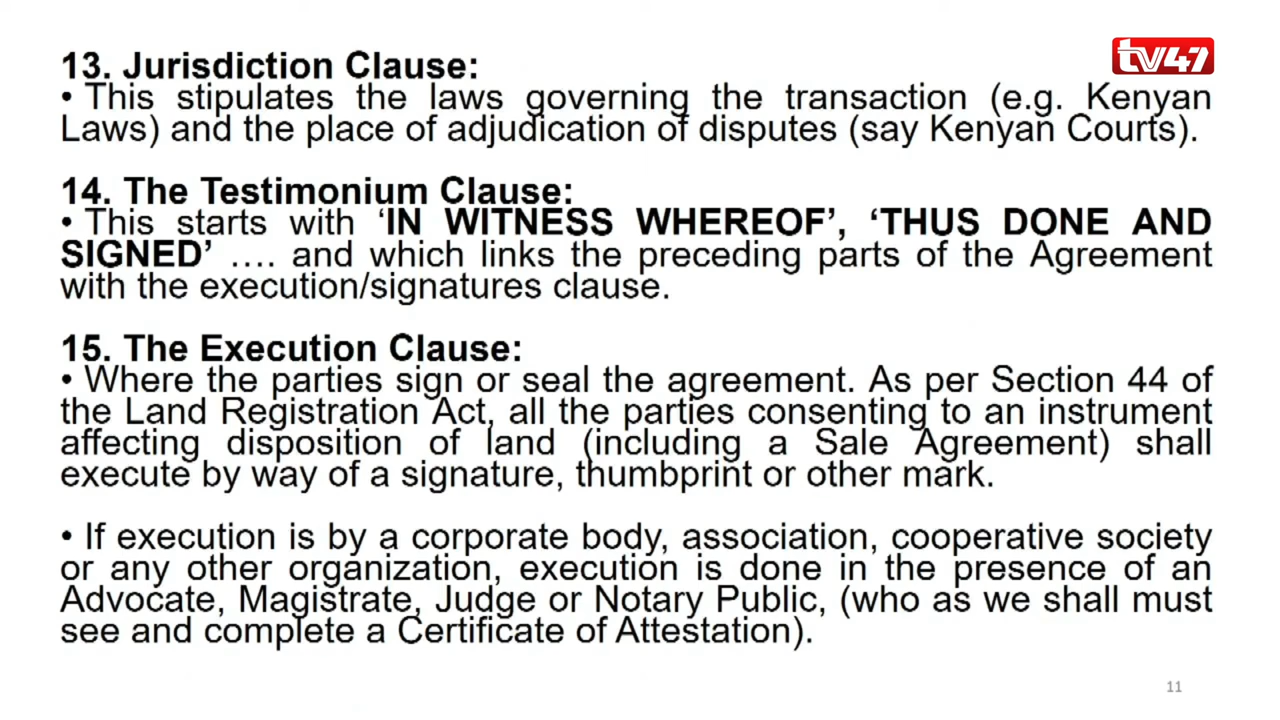 tv47
13. Jurisdiction Clause:
• This stipulates the laws governing the transaction (e.g. Kenyan
Laws) and the place of adjudication of disputes (say Kenyan Courts).
14. The Testimonium Clause:
• This starts with ‘IN WITNESS WHEREOF’, ‘THUS DONE AND
SIGNED’ …. and which links the preceding parts of the Agreement
with the execution/signatures clause.
15. The Execution Clause:
• Where the parties sign or seal the agreement. As per Section 44 of
the Land Registration Act, all the parties consenting to an instrument
affecting disposition of land (including a Sale Agreement) shall
execute by way of a signature, thumbprint or other mark.
• If execution is by a corporate body, association, cooperative society
or any other organization, execution is done in the presence of an
Advocate, Magistrate, Judge or Notary Public, (who as we shall must
see and complete a Certificate of Attestation).
11